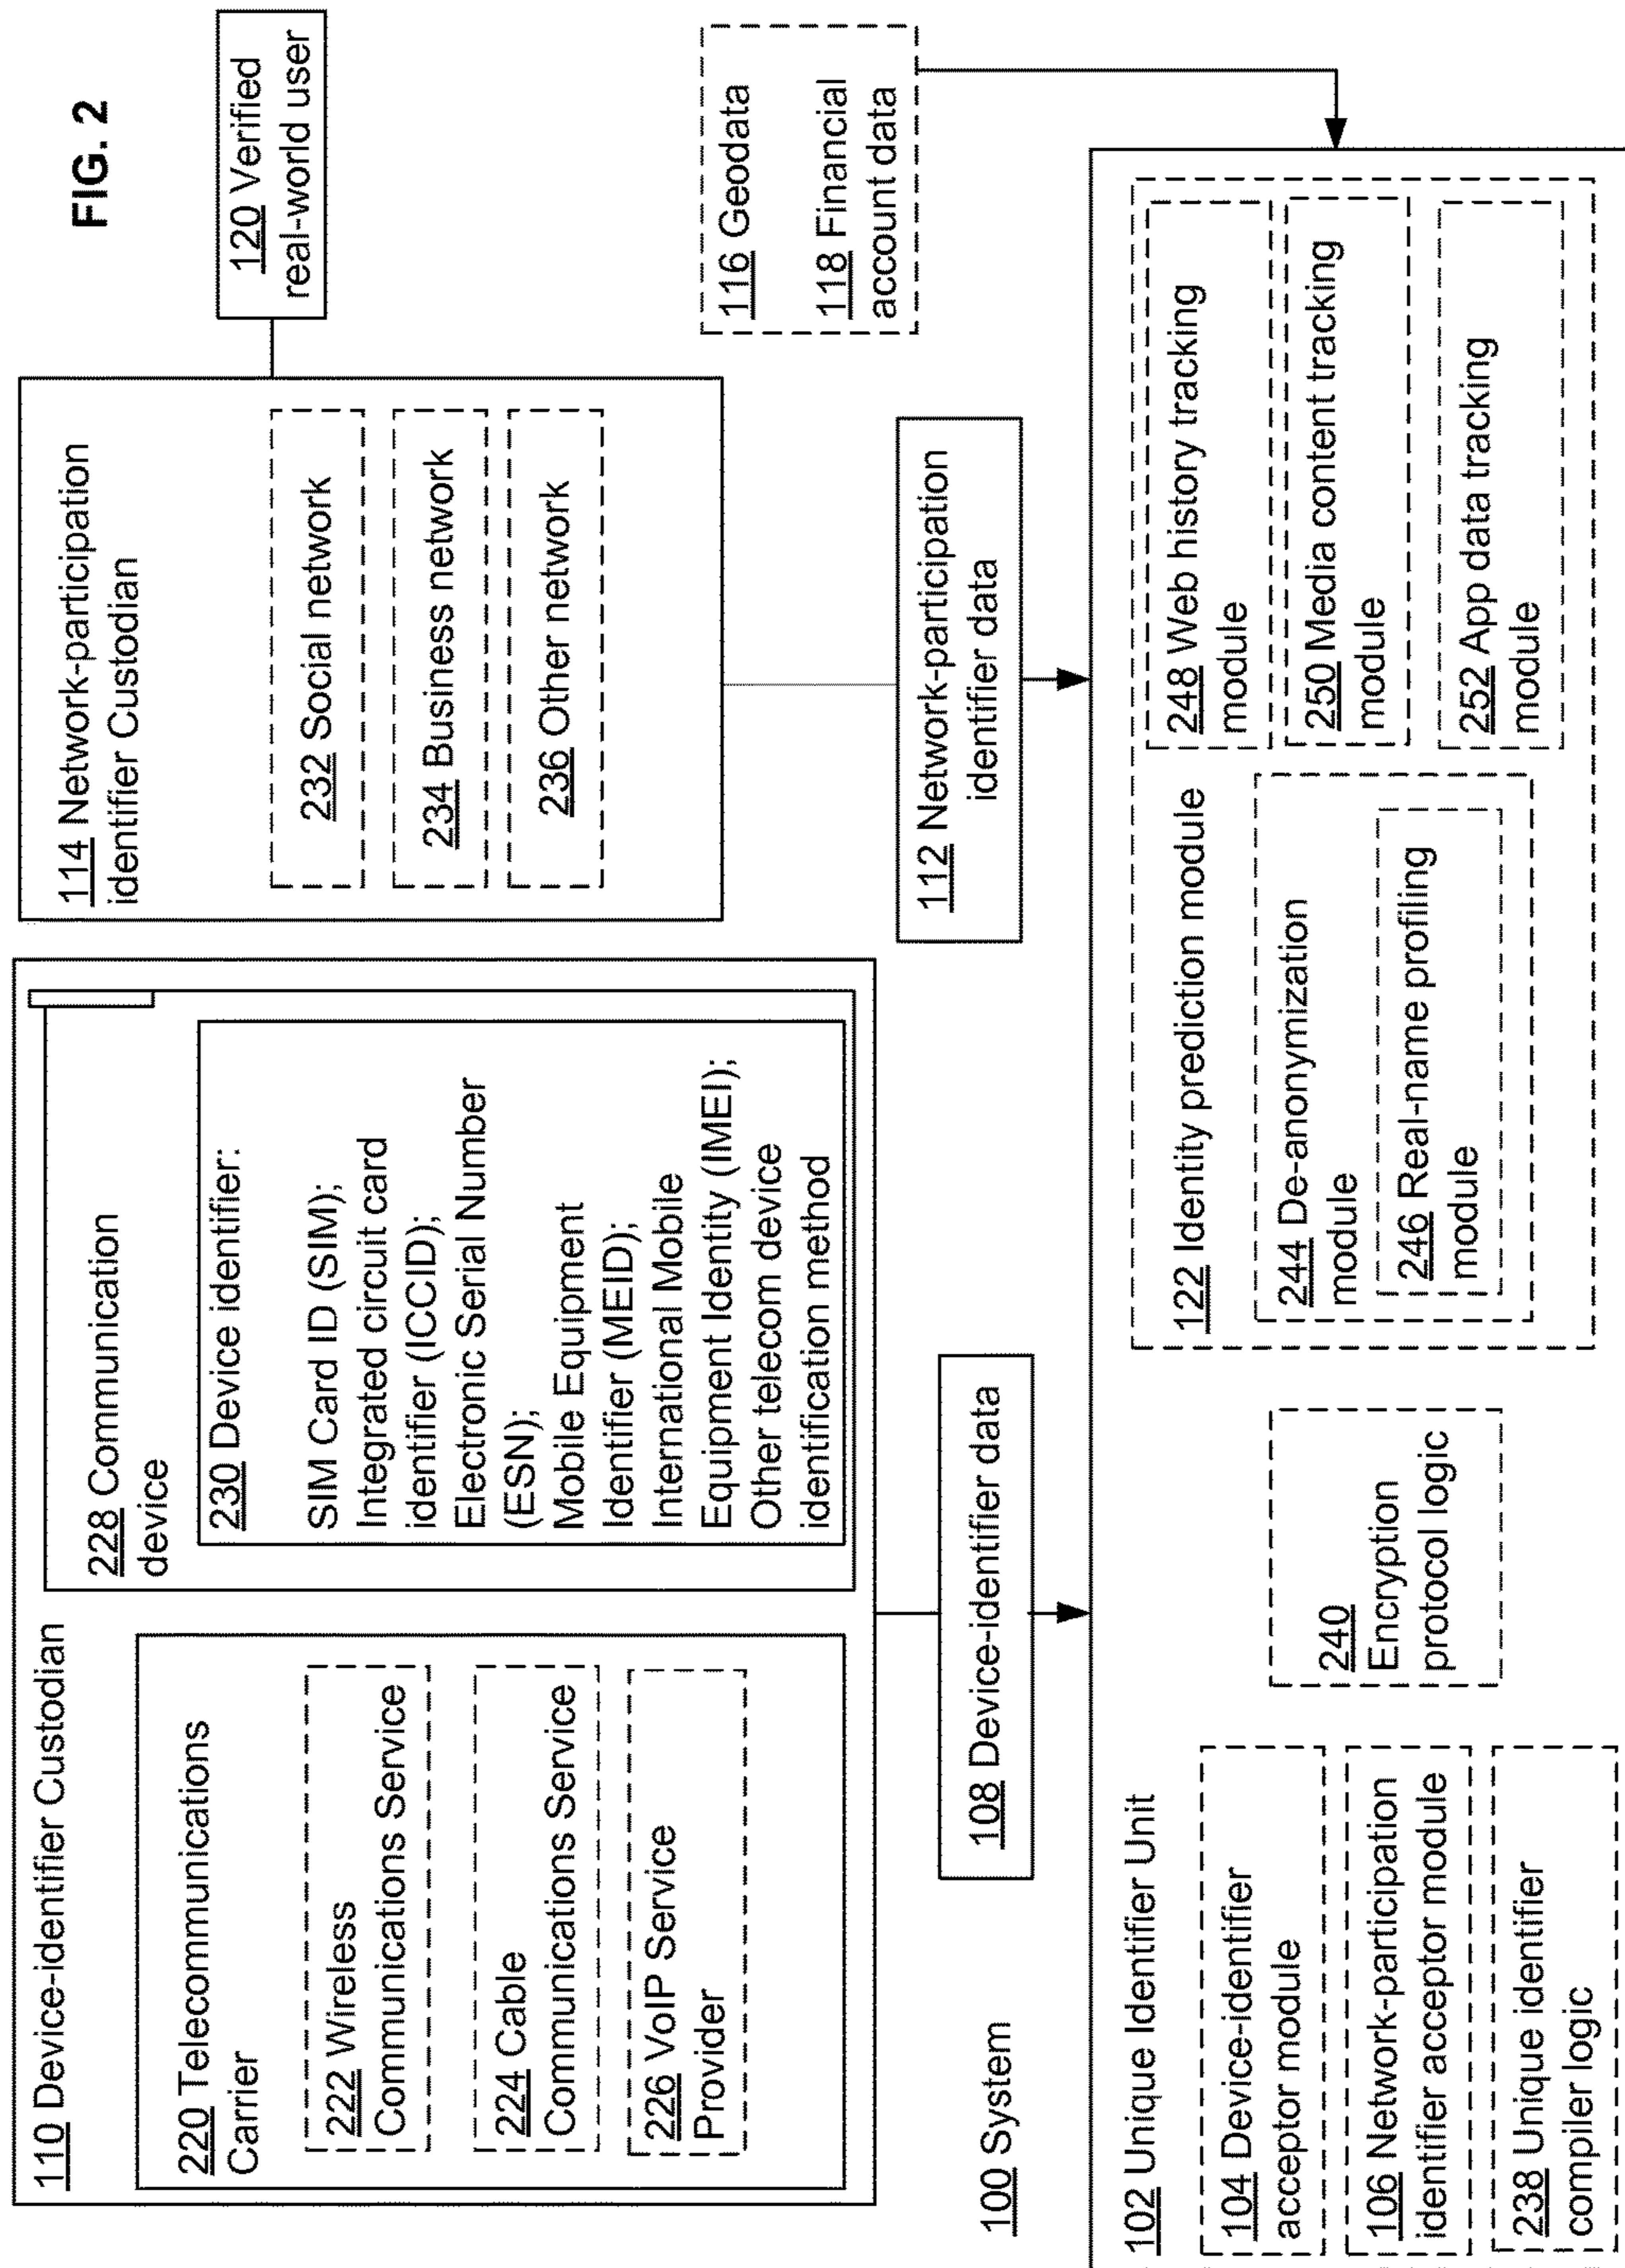 FIG. 2
110 Device-identifier Custodian
220 Telecommunications
Carrier
222 Wireless
Communications Service
224 Cable
Communications Service
226 VoIP Service
Provider
228 Communication
device
230 Device identifier:
SIM Card ID (SIM);
Integrated circuit card
identifier (ICCID);
Electronic Serial Number
(ESN);
Mobile Equipment
Identifier (MEID);
International Mobile
Equipment Identity (IMEI);
Other telecom device
identification method
114 Network-participation
identifier Custodian
232 Social network
234 Business network
236 Other network
120 Verified
real-world user
116 Geodata
118 Financial
account data
100 System
108 Device-identifier data
112 Network-participation
identifier data
102 Unique Identifier Unit
104 Device-identifier
acceptor module
106 Network-participation
identifier acceptor module
238 Unique identifier
compiler logic
240
Encryption
protocol logic
122 Identity prediction module
244 De-anonymization
module
246 Real-name profiling
module
248 Web history tracking
module
250 Media content tracking
module
252 App data tracking
module